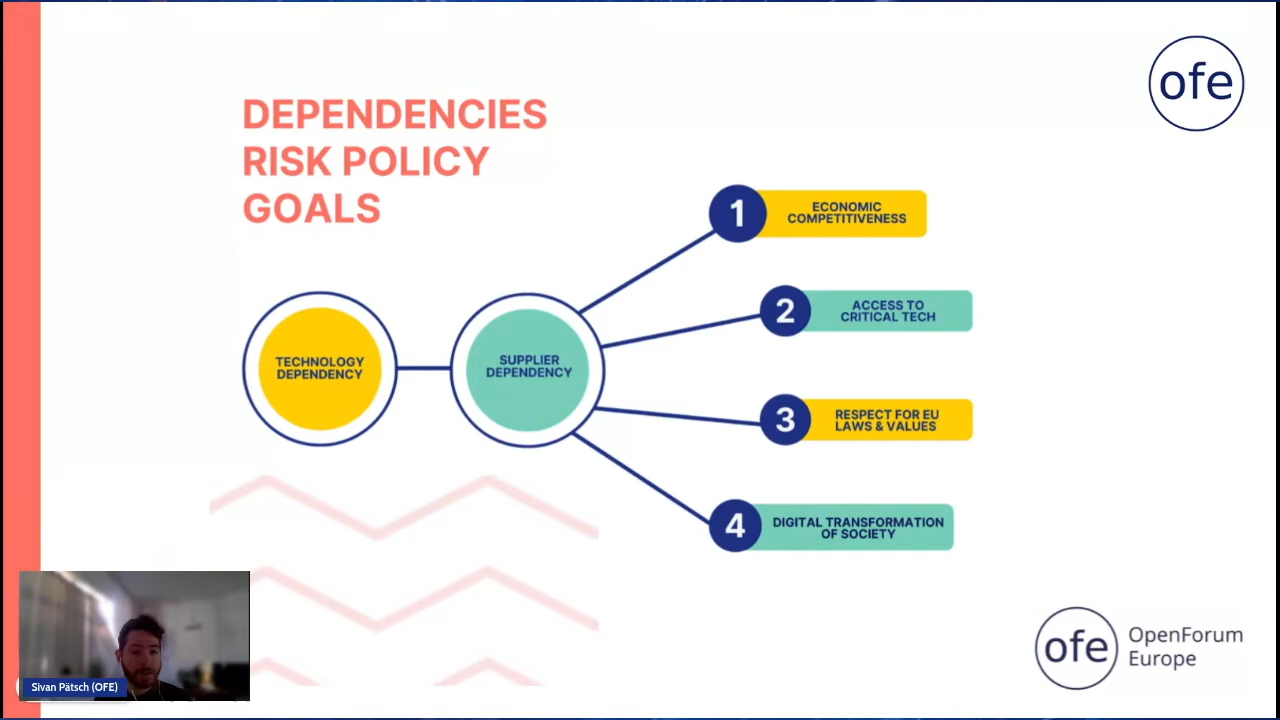 ofe
DEPENDENCIES
RISK POLICY
GOALS
TECHNOLOGY
DEPENDENCY
SUPPLIER
DEPENDENCY
1
ECONOMIC
COMPETITIVENESS
2
ACCESS TO
CRITICAL TECH
3
RESPECT FOR EU
LAWS & VALUES
4
DIGITAL TRANSFORMATION
OF SOCIETY
Sivan Pätsch (OFE)
ofe
OpenForum
Europe